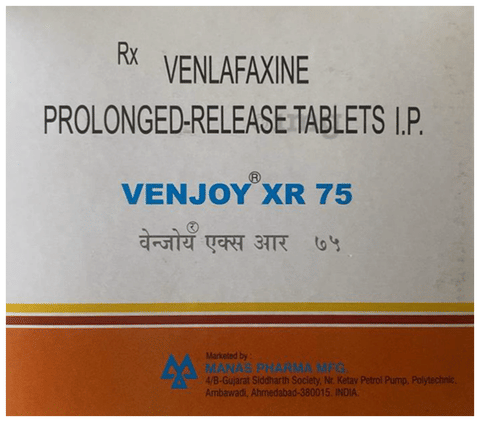 Rx VENLAFAXINE
PROLONGED-RELEASE TABLETS I.P.
VENJOY® XR 75
वेन्जोय® एक्स आर ७५
Marketed by :
MANAS PHARMA MFG.
4/B-Gujarat Siddharth Society, Nr. Ketav Petrol Pump, Polytechnic,
Ambawadi, Ahmedabad-380015. INDIA.